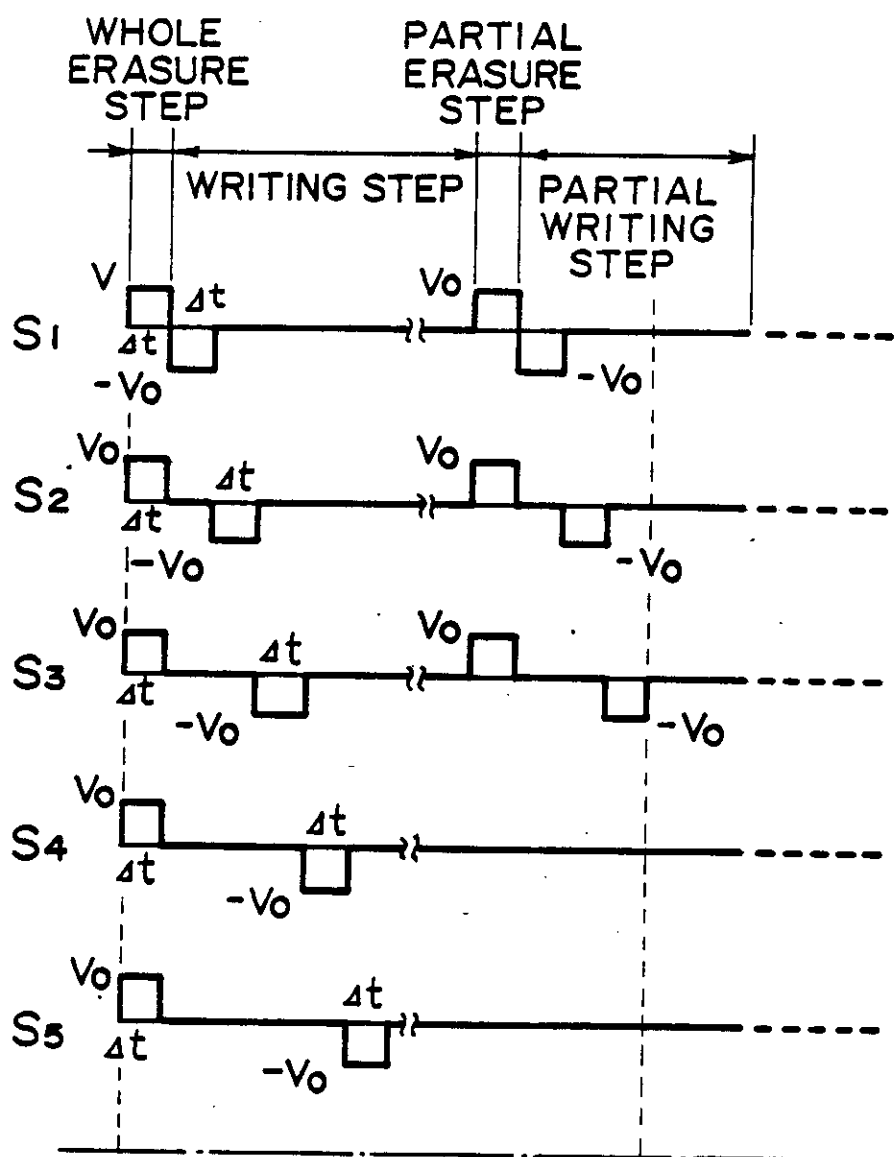 WHOLE
ERASURE
STEP
PARTIAL
ERASURE
STEP
WRITING STEP
PARTIAL
WRITING
STEP
V
Δt
Vo
S1
Δt
-Vo
-Vo
Vo
Δt
Vo
S2
Δt
-Vo
-Vo
Vo
Δt
Vo
S3
Δt
-Vo
-Vo
Vo
Δt
S4
Δt
-Vo
Vo
Δt
S5
Δt
-Vo